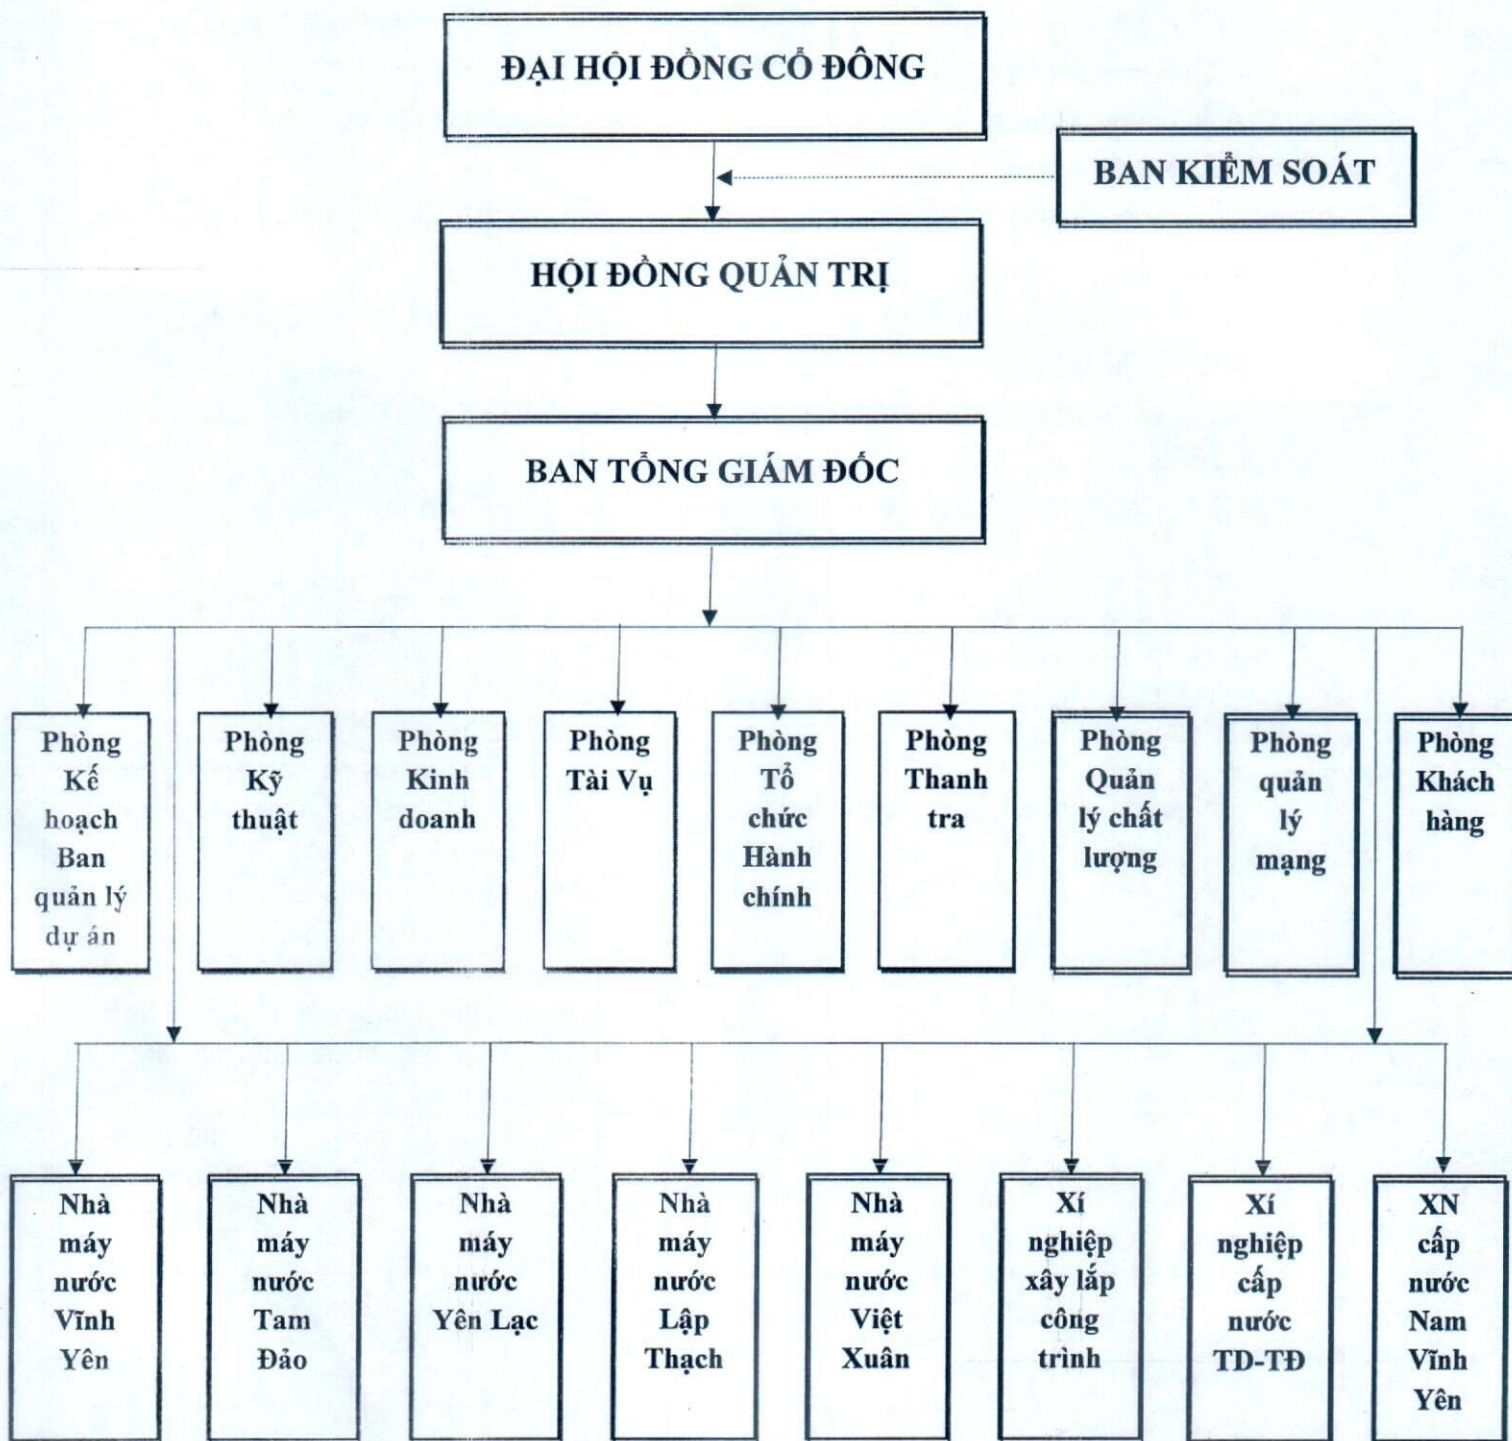 ĐẠI HỘI ĐỒNG CỔ ĐÔNG
BAN KIỂM SOÁT
HỘI ĐỒNG QUẢN TRỊ
BAN TỔNG GIÁM ĐỐC
Phòng
Kế
hoạch
Ban
quản lý
dự án
Phòng
Kỹ
thuật
Phòng
Kinh
doanh
Phòng
Tài Vụ
Phòng
Tổ
chức
Hành
chính
Phòng
Thanh
tra
Phòng
Quản
lý chất
lượng
Phòng
quản
lý
mạng
Phòng
Khách
hàng
Nhà
máy
nước
Vĩnh
Yên
Nhà
máy
nước
Tam
Đảo
Nhà
máy
nước
Yên Lạc
Nhà
máy
nước
Lập
Thạch
Nhà
máy
nước
Việt
Xuân
Xí
nghiệp
xây lắp
công
trình
Xí
nghiệp
cấp
nước
TD-TĐ
XN
cấp
nước
Nam
Vĩnh
Yên